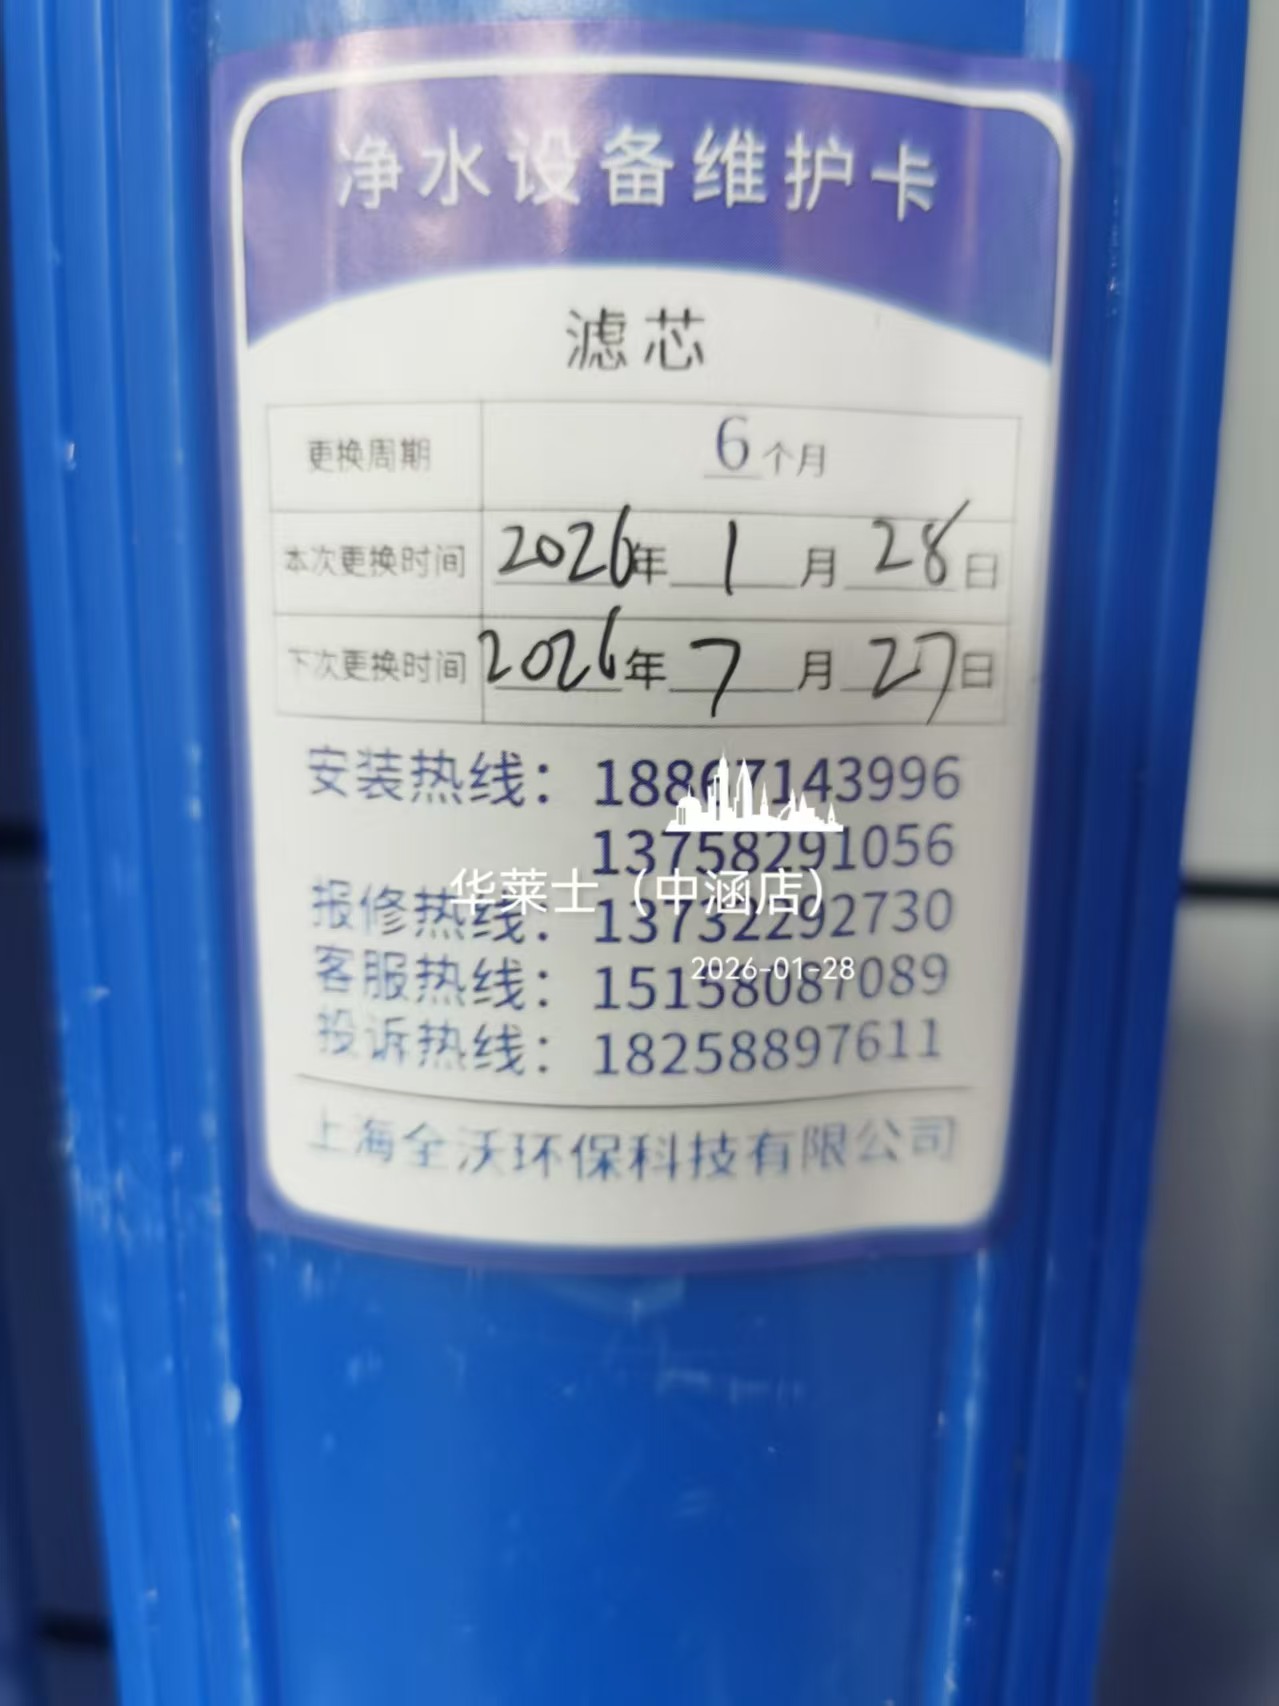 净水设备维护卡
滤芯
更换周期 6个月
本次更换时间 2026年1月28日
下次更换时间 2026年7月27日
安装热线：18867143996
13758291056
华莱士（中涵店）
报修热线：13732292730
2026-01-28
客服热线：15158087089
投诉热线：18258897611
上海全沃环保科技有限公司